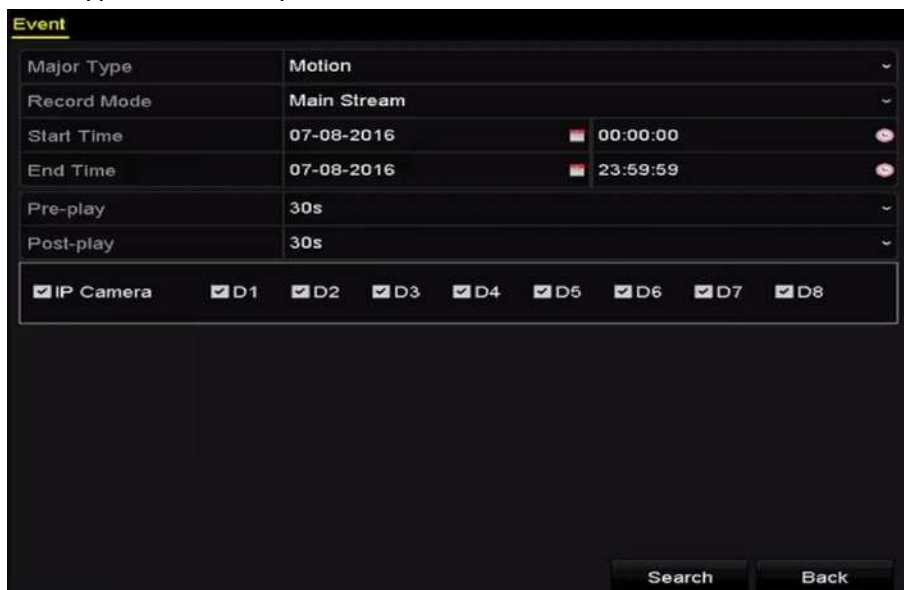 Event
Major Type Motion
Record Mode Main Stream
Start Time 07-08-2016 00:00:00
End Time 07-08-2016 23:59:59
Pre-play 30s
Post-play 30s
IP Camera D1 D2 D3 D4 D5 D6 D7 D8
Search Back